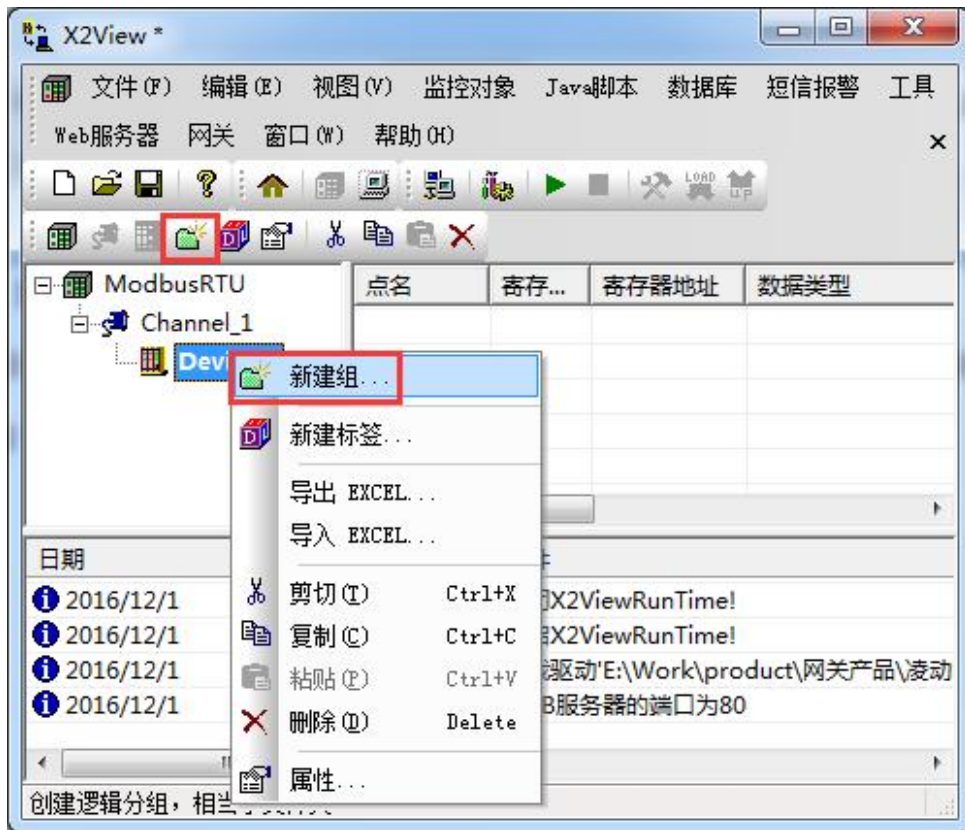 X2View *
文件(F) 编辑(E) 视图(V) 监控对象 Java脚本 数据库 短信报警 工具
Web服务器 网关 窗口(W) 帮助(H)
LOAD UP
ModbusRTU
点名 寄存... 寄存器地址 数据类型
Channel_1
新建组...
新建标签...
导出 EXCEL...
导入 EXCEL...
日期
剪切(T) Ctrl+X
2016/12/1 X2ViewRunTime!
复制(C) Ctrl+C
2016/12/1 X2ViewRunTime!
粘贴(P) Ctrl+V
2016/12/1 驱动'E:\Work\product\网关产品\凌动
删除(D) Delete
2016/12/1 B服务器的端口为80
属性...
创建逻辑分组，相当